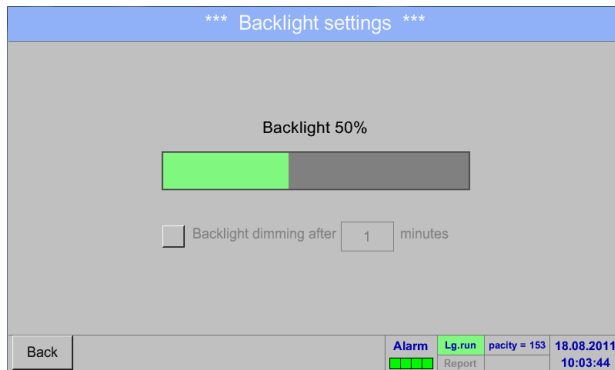 *** Backlight settings ***
Backlight 50%
Backlight dimming after 1 minutes
Back
Alarm Lg.run pacity = 153 18.08.2011
Report 10:03:44